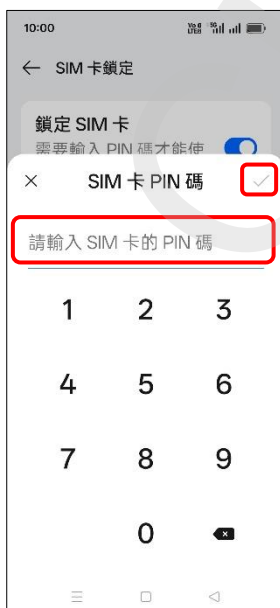 10:00
← SIM 卡鎖定
鎖定 SIM 卡
需要輸入 PIN 碼才能使
× SIM 卡 PIN 碼 ✓
請輸入 SIM 卡的 PIN 碼
1 2 3
4 5 6
7 8 9
0